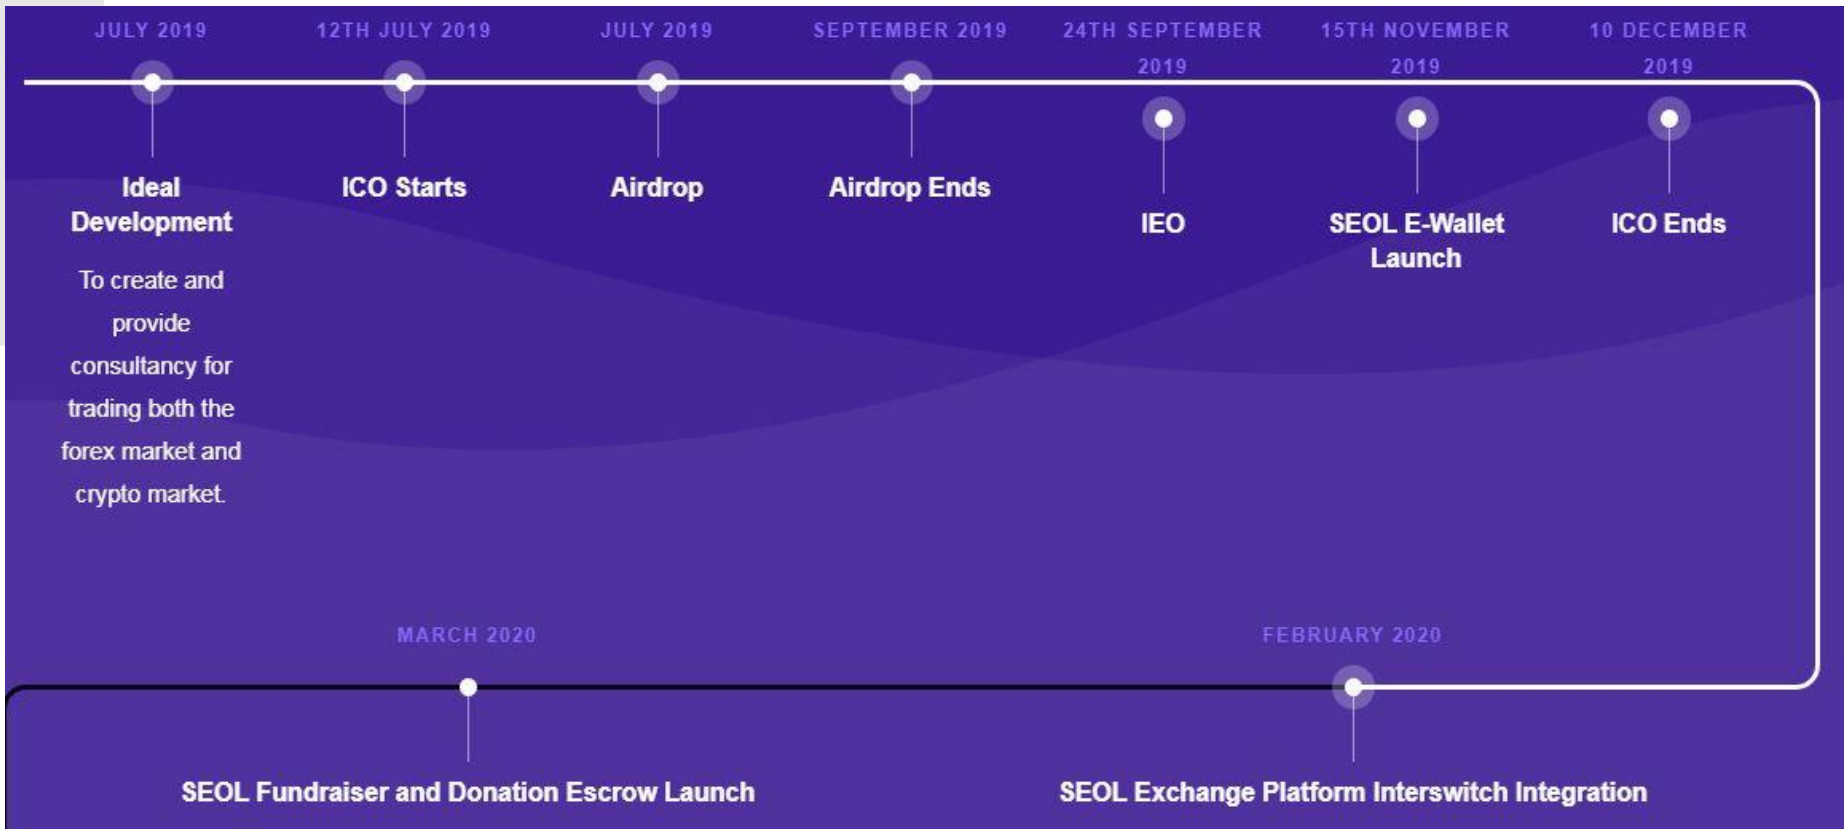 JULY 2019
12TH JULY 2019
JULY 2019
SEPTEMBER 2019
24TH SEPTEMBER
2019
15TH NOVEMBER
2019
10 DECEMBER
2019
Ideal
Development
To create and
provide
consultancy for
trading both the
forex market and
crypto market.
ICO Starts
Airdrop
Airdrop Ends
IEO
SEOL E-Wallet
Launch
ICO Ends
MARCH 2020
FEBRUARY 2020
SEOL Fundraiser and Donation Escrow Launch
SEOL Exchange Platform Interswitch Integration